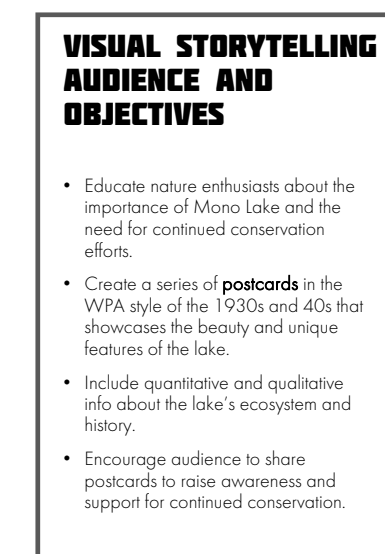 VISUAL STORYTELLING
AUDIENCE AND
OBJECTIVES
• Educate nature enthusiasts about the
importance of Mono Lake and the
need for continued conservation
efforts.
• Create a series of postcards in the
WPA style of the 1930s and 40s that
showcases the beauty and unique
features of the lake.
• Include quantitative and qualitative
info about the lake’s ecosystem and
history.
• Encourage audience to share
postcards to raise awareness and
support for continued conservation.